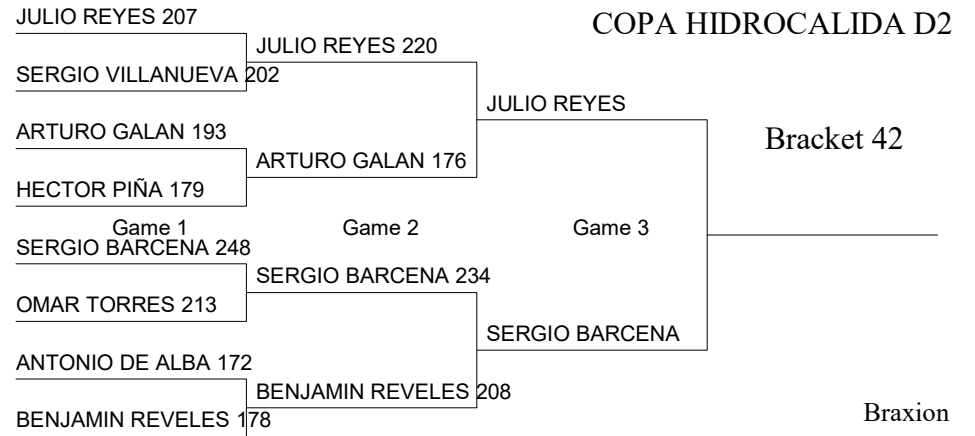 JULIO REYES 207
COPA HIDROCALIDA D2
JULIO REYES 220
SERGIO VILLANUEVA 202
JULIO REYES
ARTURO GALAN 193
Bracket 42
ARTURO GALAN 176
HECTOR PIÑA 179
Game 1
Game 2
Game 3
SERGIO BARCENA 248
SERGIO BARCENA 234
OMAR TORRES 213
SERGIO BARCENA
ANTONIO DE ALBA 172
BENJAMIN REVELES 208
BENJAMIN REVELES 178
Braxion